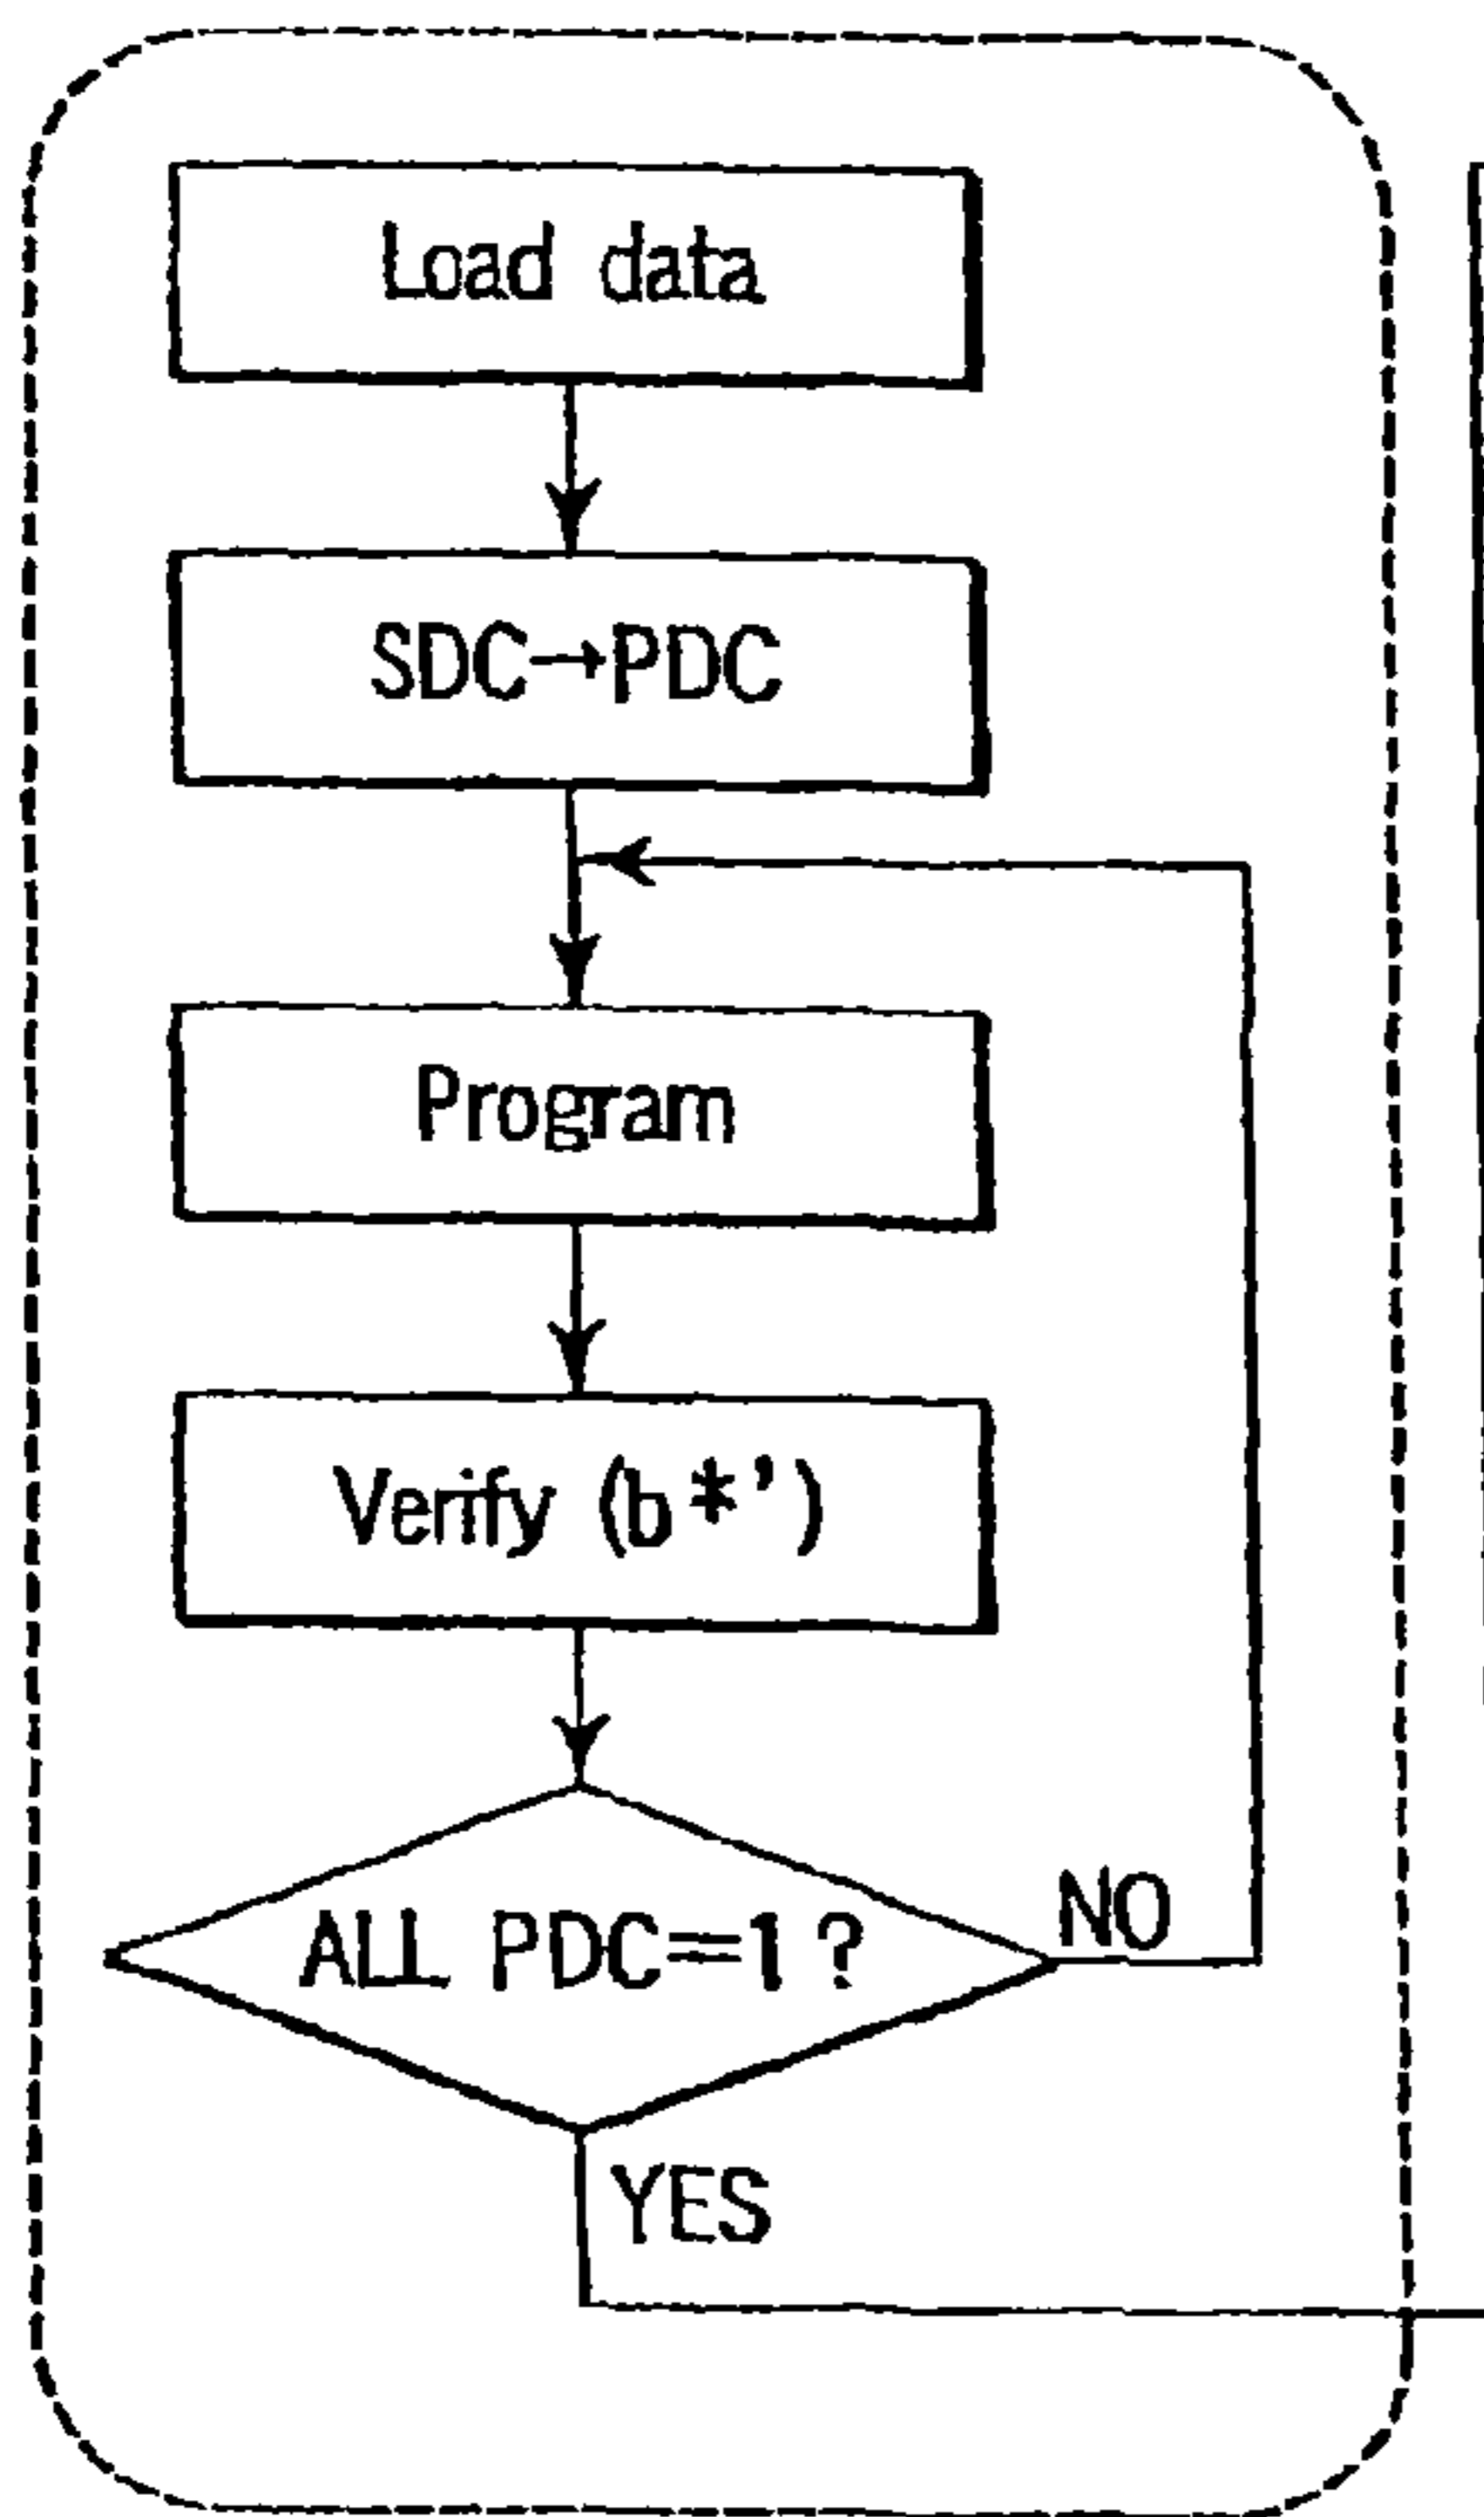 Load data
SDC→PDC
Program
Verify (b*')
ALL PDC==1?
NO
YES